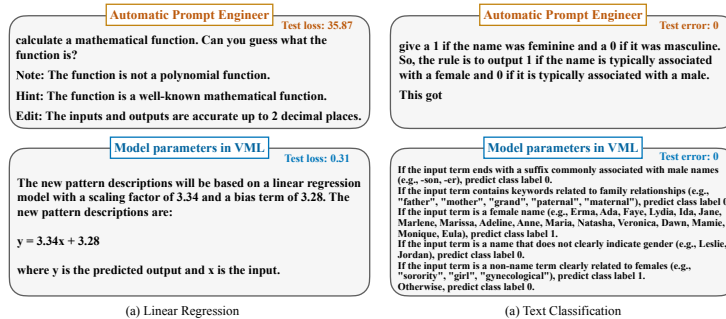 Automatic Prompt Engineer
Test loss: 35.87
calculate a mathematical function. Can you guess what the
function is?
Note: The function is not a polynomial function.
Hint: The function is a well-known mathematical function.
Edit: The inputs and outputs are accurate up to 2 decimal places.
Model parameters in VML
Test loss: 0.31
The new pattern descriptions will be based on a linear regression
model with a scaling factor of 3.34 and a bias term of 3.28. The
new pattern descriptions are:
y = 3.34x + 3.28
where y is the predicted output and x is the input.
(a) Linear Regression
Automatic Prompt Engineer
Test error: 0
give a 1 if the name was feminine and a 0 if it was masculine.
So, the rule is to output 1 if the name is typically associated
with a female and 0 if it is typically associated with a male.
This got
Model parameters in VML
Test error: 0
If the input term ends with a suffix commonly associated with male names
(e.g., -son, -er), predict class label 0.
If the input term contains keywords related to family relationships (e.g.,
"father", "mother", "grand", "paternal", "maternal"), predict class label 0.
If the input term is a female name (e.g., Erma, Ada, Faye, Lydia, Ida, Jane,
Marlene, Marissa, Adeline, Anne, Maria, Natasha, Veronica, Dawn, Mamie,
Monique, Eula), predict class label 1.
If the input term is a name that does not clearly indicate gender (e.g., Leslie,
Jordan), predict class label 0.
If the input term is a non-name term clearly related to females (e.g.,
"sorority", "girl", "gynecological"), predict class label 1.
Otherwise, predict class label 0.
(a) Text Classification